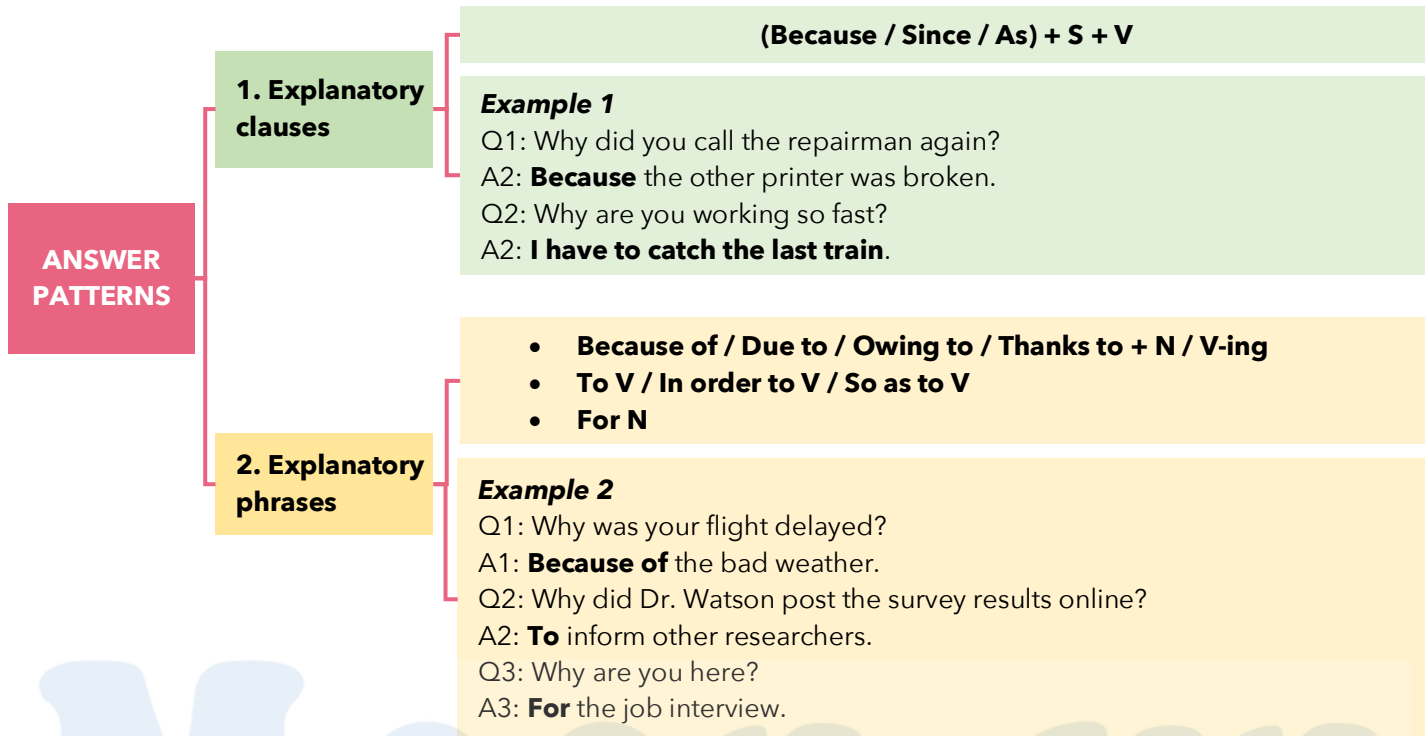 ANSWER
PATTERNS
1. Explanatory
clauses
(Because / Since / As) + S + V
Example 1
Q1: Why did you call the repairman again?
A2: Because the other printer was broken.
Q2: Why are you working so fast?
A2: I have to catch the last train.
2. Explanatory
phrases
• Because of / Due to / Owing to / Thanks to + N / V-ing
• To V / In order to V / So as to V
• For N
Example 2
Q1: Why was your flight delayed?
A1: Because of the bad weather.
Q2: Why did Dr. Watson post the survey results online?
A2: To inform other researchers.
Q3: Why are you here?
A3: For the job interview.